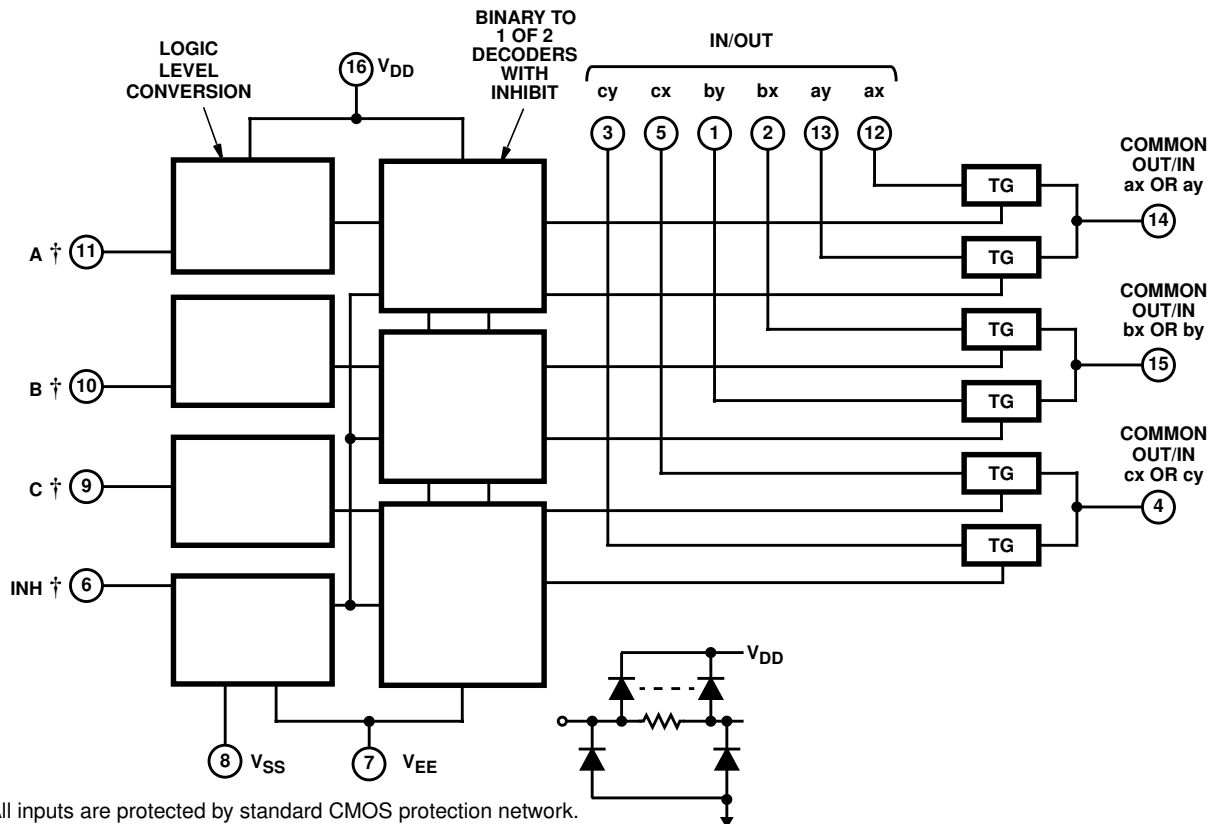 LOGIC
LEVEL
CONVERSION
16 VDD
BINARY TO
1 OF 2
DECODERS
WITH
INHIBIT
IN/OUT
cy cx by bx ay ax
3 5 1 2 13 12
A † 11
B † 10
C † 9
INH † 6
TG
TG
TG
TG
TG
TG
COMMON
OUT/IN
ax OR ay
14
COMMON
OUT/IN
bx OR by
15
COMMON
OUT/IN
cx OR cy
4
8 VSS
7 VEE
VDD
All inputs are protected by standard CMOS protection network.